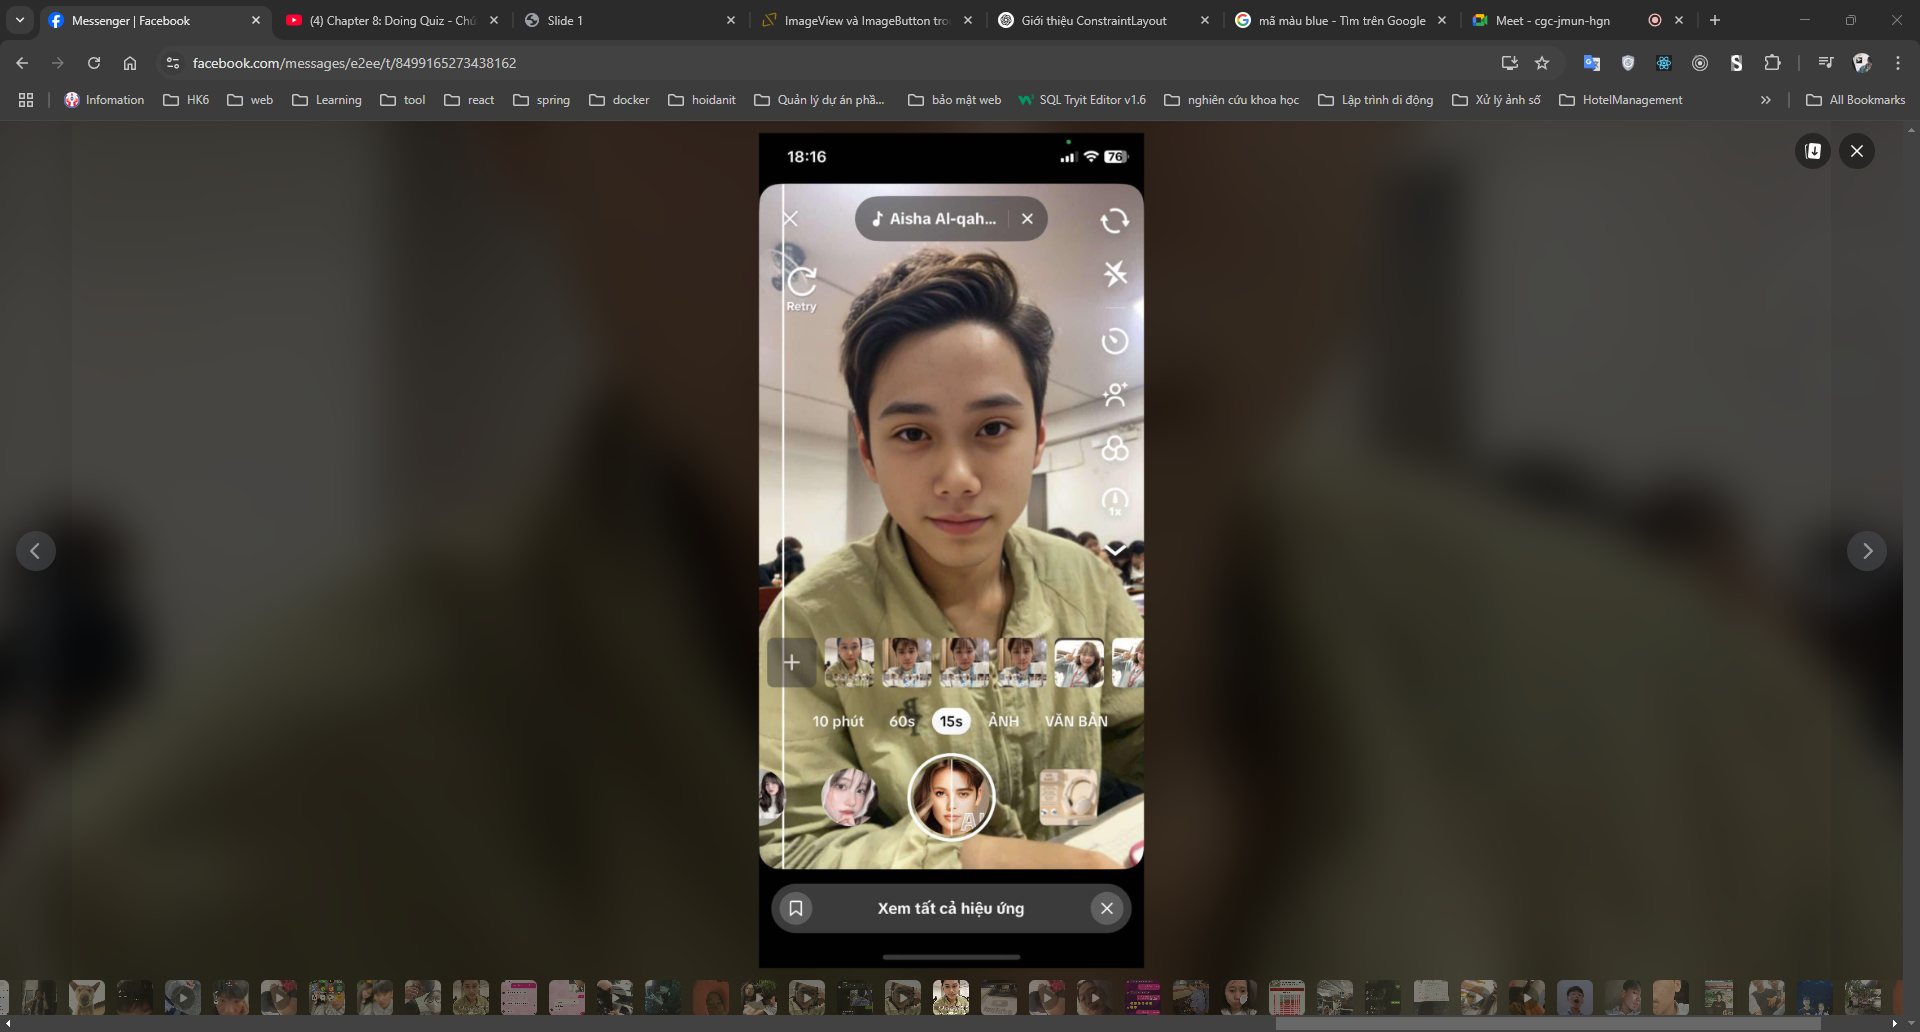 Messenger | Facebook
(4) Chapter 8: Doing Quiz - Chú
Slide 1
ImageView và ImageButton tro
Giới thiệu ConstraintLayout
mã màu blue - Tìm trên Google
Meet - cgc-jmun-hgn
facebook.com/messages/e2ee/t/8499165273438162
Infomation
HK6
web
Learning
tool
react
spring
docker
hoidanit
Quản lý dự án phầ...
bảo mật web
SQL Tryit Editor v1.6
nghiên cứu khoa học
Lập trình di động
Xử lý ảnh số
HotelManagement
All Bookmarks
18:16
76
Aisha Al-qah...
Retry
1x
10 phút
60s
15s
ẢNH
VĂN BẢN
AI
Xem tất cả hiệu ứng